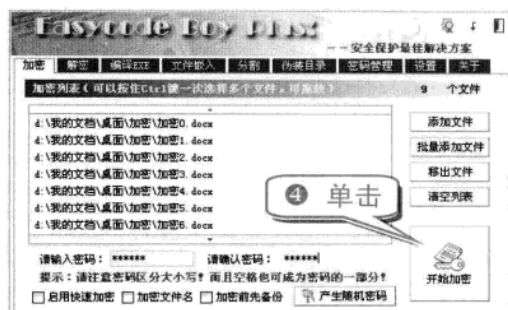 Easycode Boy Plus!
－－安全保护最佳解决方案
加密 解密 编译EXE 文件嵌入 分割 伪装目录 密码管理 设置 关于
加密列表（可以按住Ctrl键一次选择多个文件，可拖放） 9 个文件
d:\我的文档\桌面\加密\加密0.docx
d:\我的文档\桌面\加密\加密1.docx
d:\我的文档\桌面\加密\加密2.docx
d:\我的文档\桌面\加密\加密3.docx
d:\我的文档\桌面\加密\加密4.docx
d:\我的文档\桌面\加密\加密5.docx
d:\我的文档\桌面\加密\加密6.docx
添加文件
批量添加文件
移出文件
清空列表
❹ 单击
请输入密码： ****** 请确认密码： ******
提示：请注意密码区分大小写！而且空格也可成为密码的一部分！
启用快速加密 加密文件名 加密前先备份 产生随机密码
开始加密